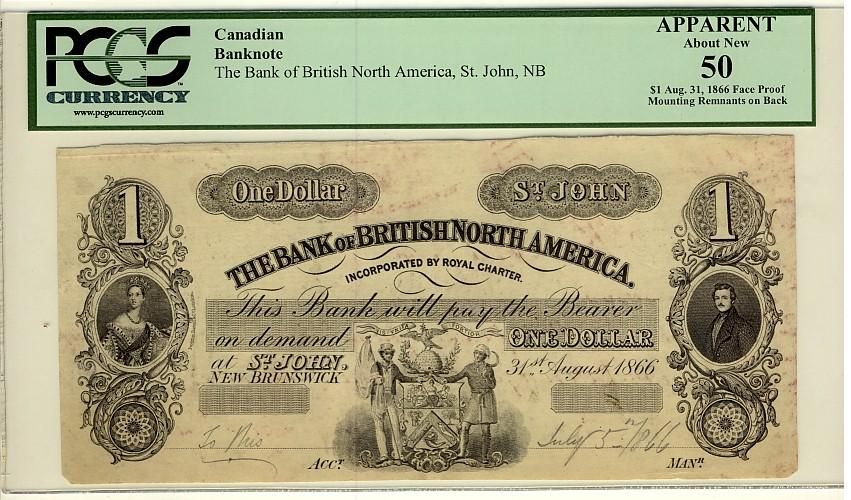 PCGS
CURRENCY
www.pcgscurrency.com
Canadian
Banknote
The Bank of British North America, St. John, NB
APPARENT
About New
50
$1 Aug. 31, 1866 Face Proof
Mounting Remnants on Back
1 One Dollar ST JOHN 1
THE BANK OF BRITISH NORTH AMERICA.
INCORPORATED BY ROYAL CHARTER.
This Bank will pay the Bearer
on demand ONE DOLLAR
at ST JOHN, 31st August 1866
NEW BRUNSWICK
July 5th 1866
ACCT. MANR.